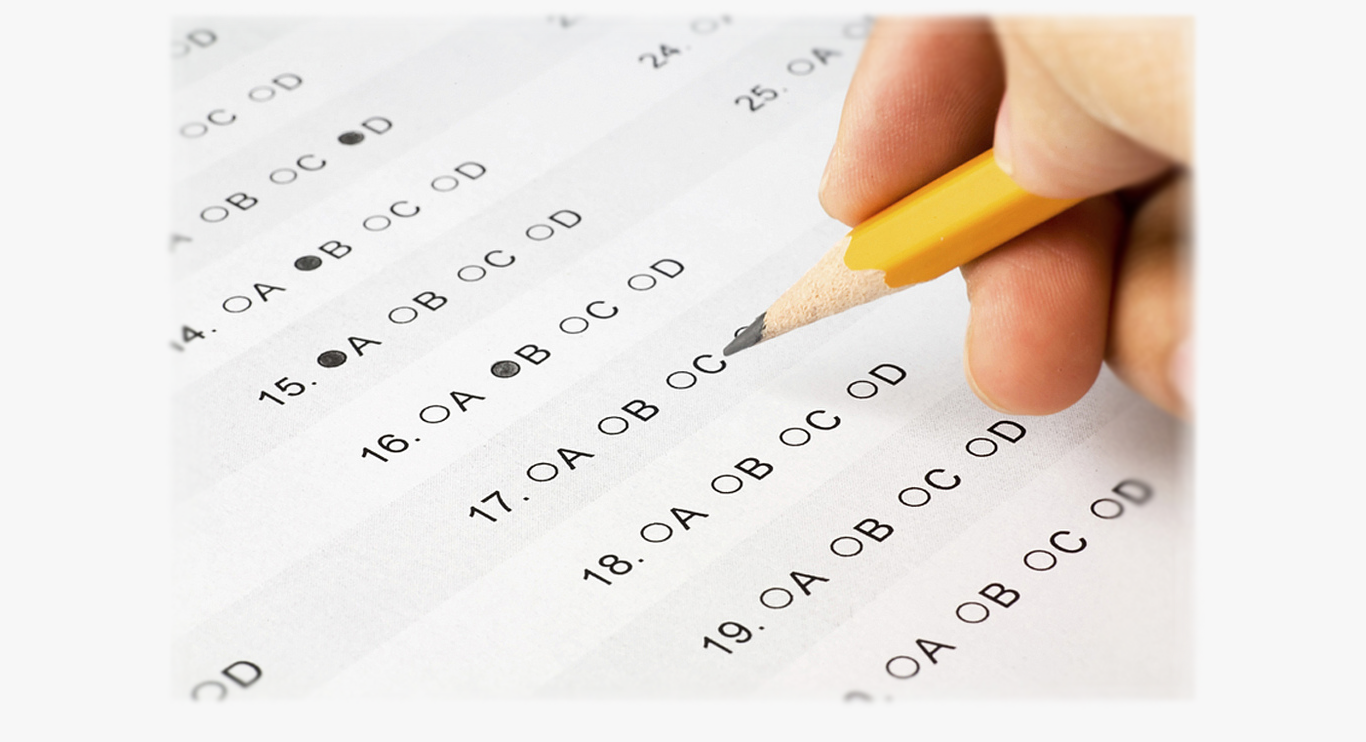 D
C D
B C D
14. A B C D
15. A B C D
16. A B C D
17. A B C
18. A B C D
19. A B C D
A B C D
D
24.
25. A